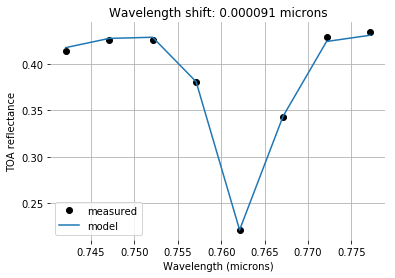 Wavelength shift: 0.000091 microns
TOA reflectance
0.40
0.35
0.30
0.25
measured
model
0.745 0.750 0.755 0.760 0.765 0.770 0.775
Wavelength (microns)